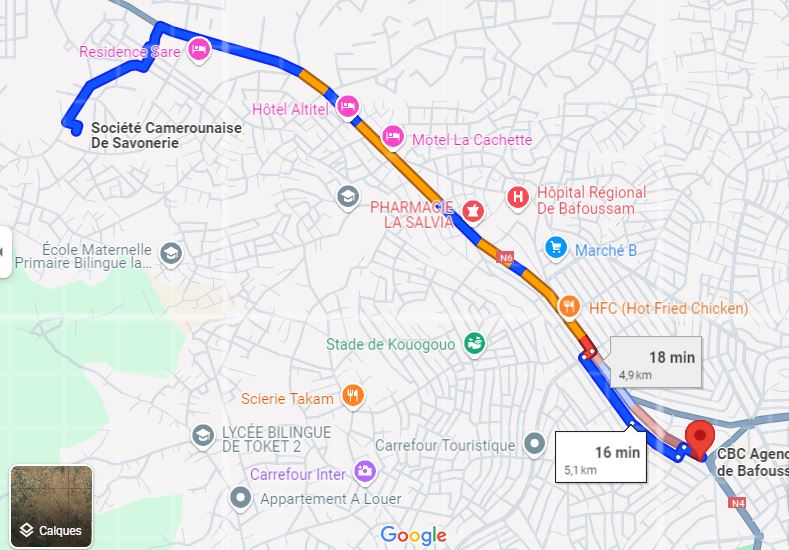 Residence Sare
Hôtel Altitel
Société Camerounaise
De Savonerie
Motel La Cachette
PHARMACIE
LA SALVIA
Hôpital Régional
De Bafoussam
École Maternelle
Primaire Bilingue la...
N6
Marché B
HFC (Hot Fried Chicken)
Stade de Kouogouo
18 min
4,9 km
Scierie Takam
LYCÉE BILINGUE
DE TOKET 2
Carrefour Touristique
16 min
5,1 km
CBC Agenc
de Bafouss
Carrefour Inter
Appartement A Louer
N4
Calques
Google